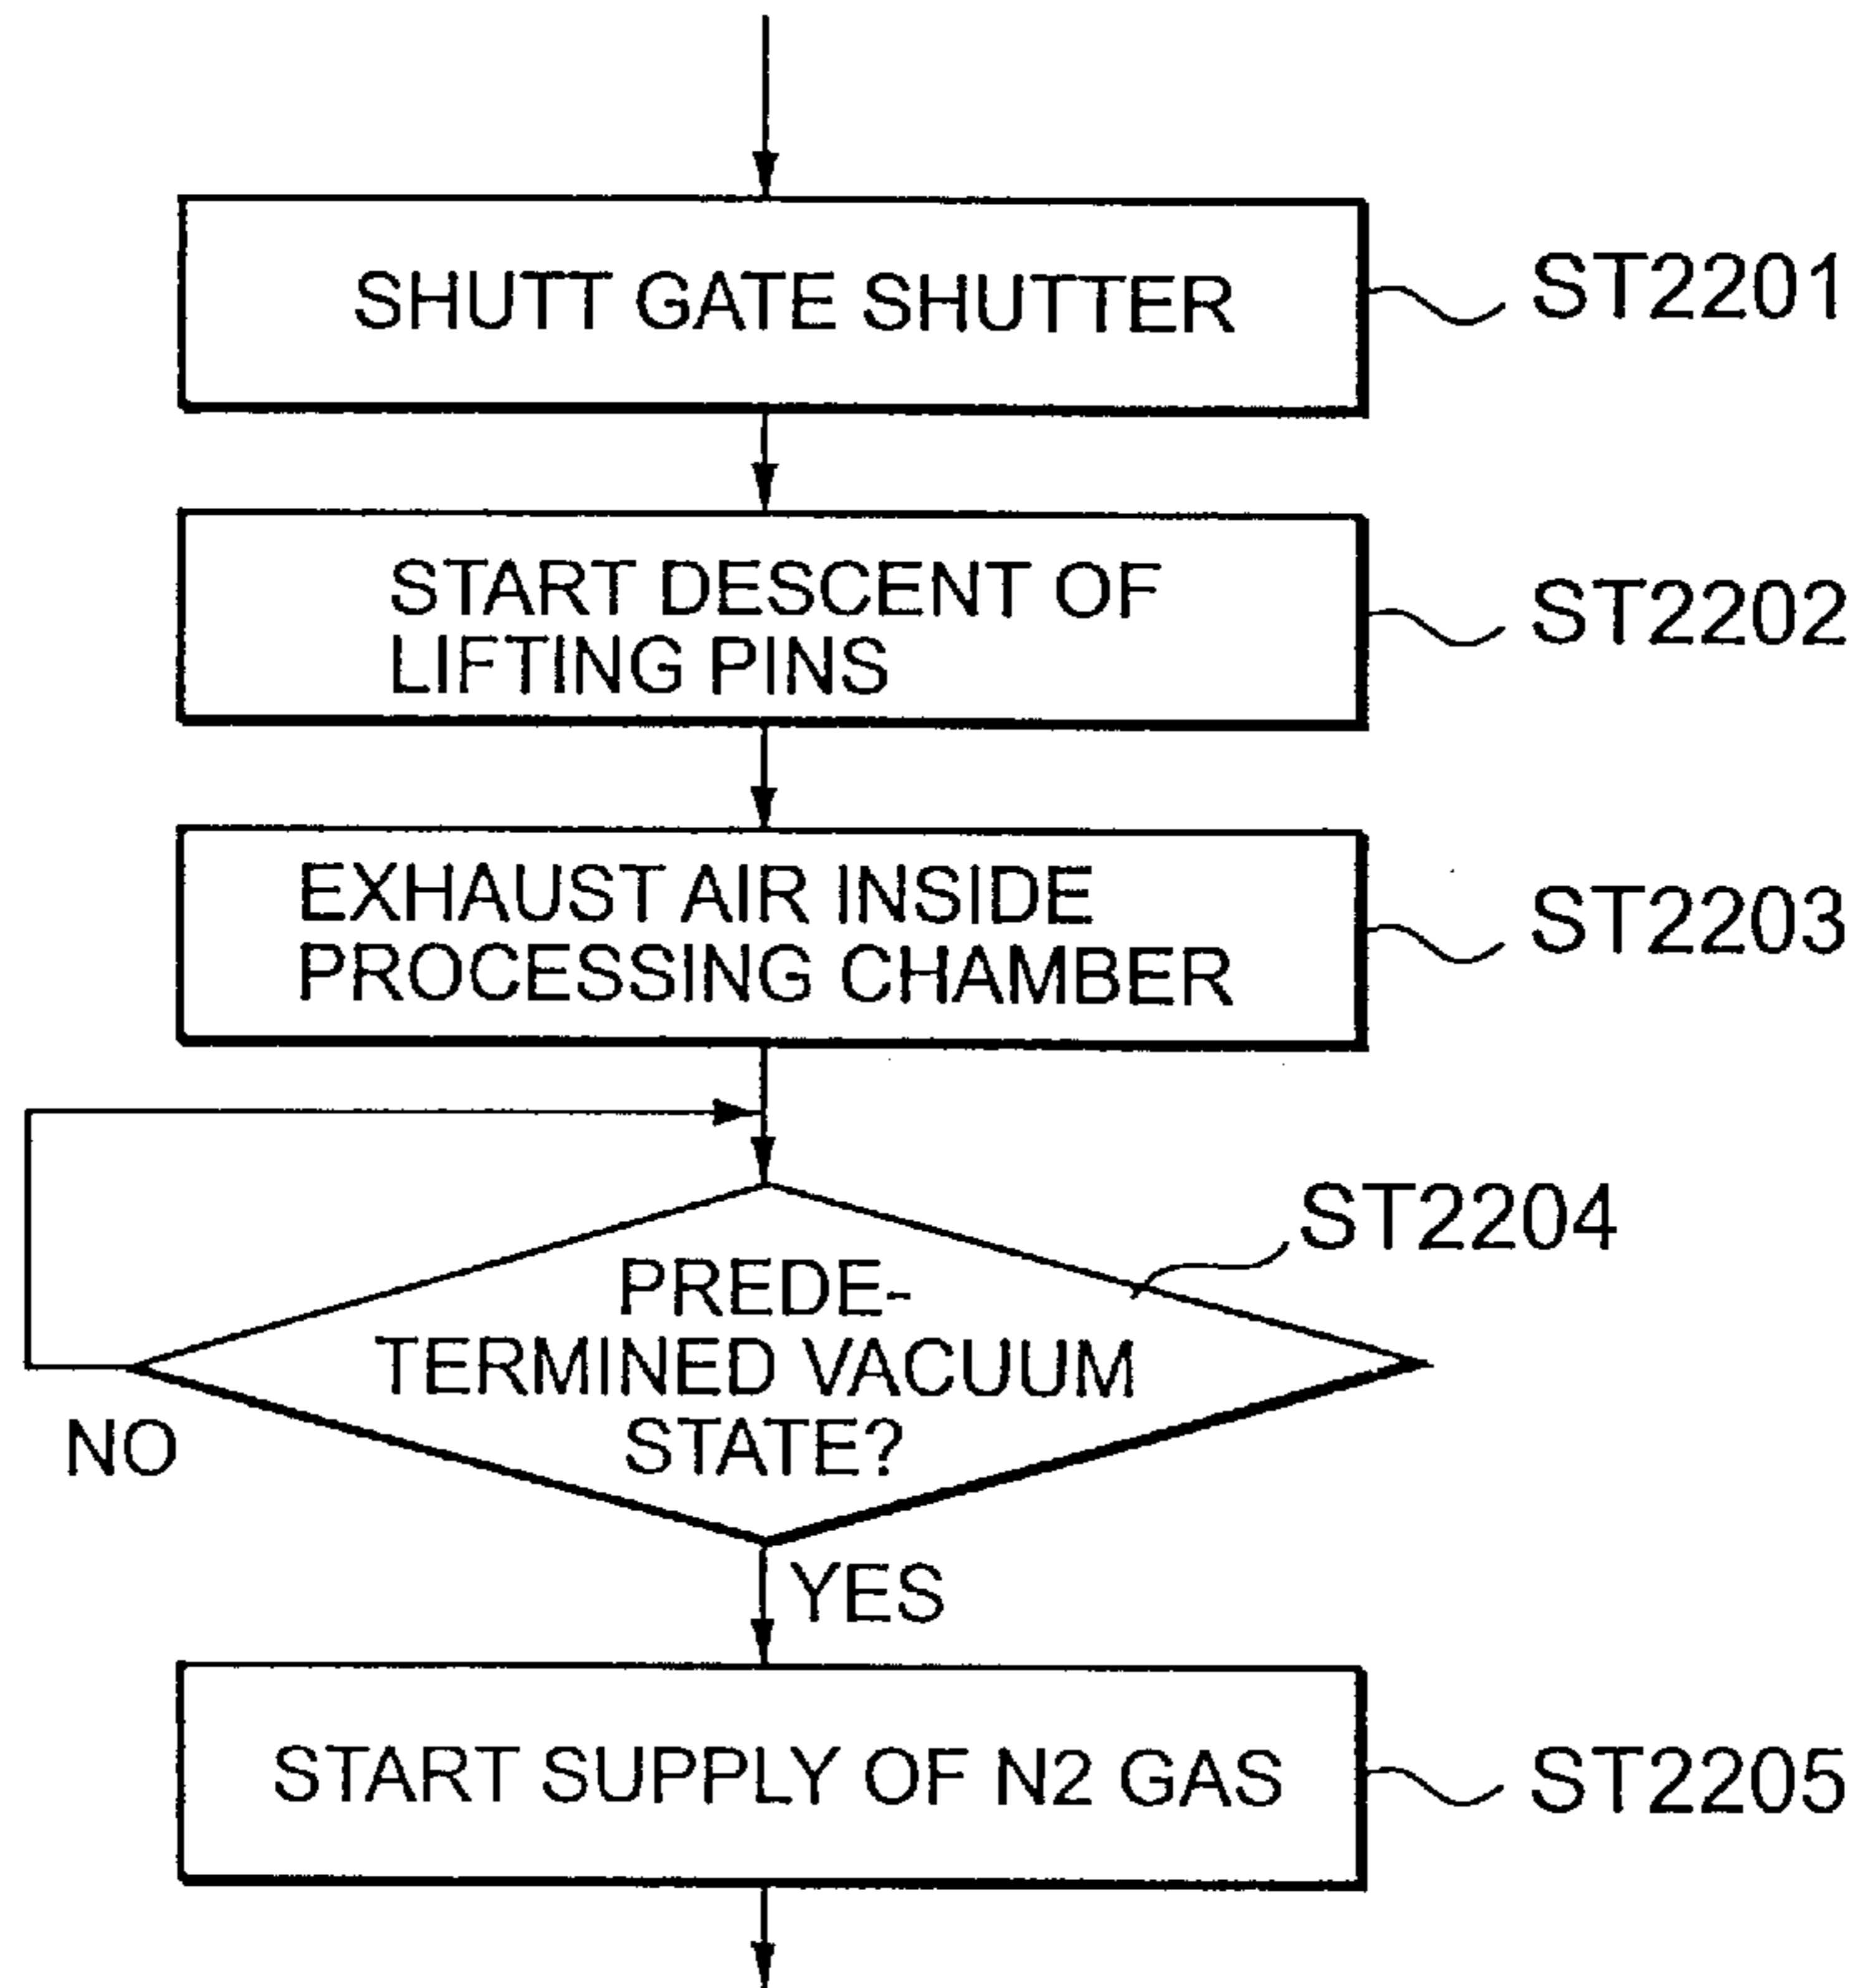 SHUTT GATE SHUTTER
ST2201
START DESCENT OF
LIFTING PINS
ST2202
EXHAUST AIR INSIDE
PROCESSING CHAMBER
ST2203
ST2204
PREDE-
TERMINED VACUUM
STATE?
NO
YES
START SUPPLY OF N2 GAS
ST2205